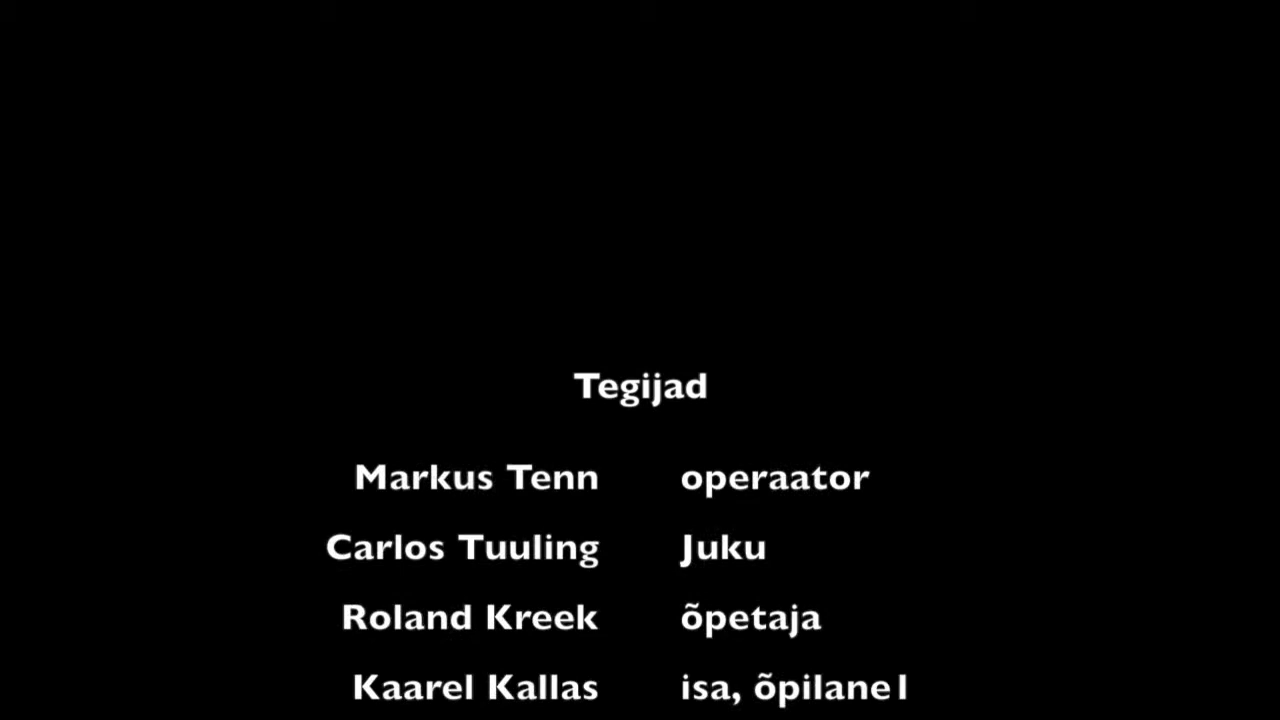 Tegijad
Markus Tenn operaator
Carlos Tuuling Juku
Roland Kreek õpetaja
Kaarel Kallas isa, õpilane1